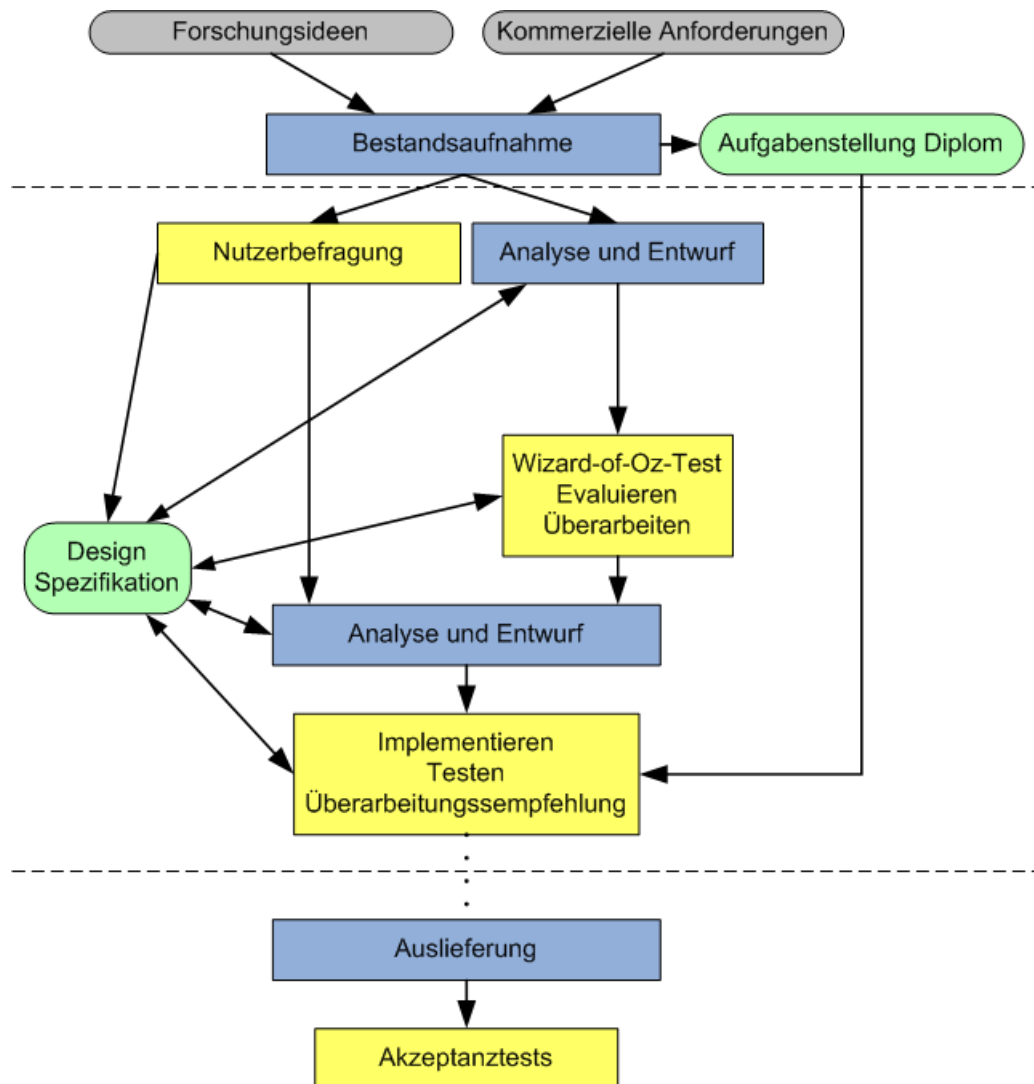 Forschungsideen
Kommerzielle Anforderungen
Bestandsaufnahme
Aufgabenstellung Diplom
Nutzerbefragung
Analyse und Entwurf
Wizard-of-Oz-Test
Evaluieren
Überarbeiten
Design
Spezifikation
Analyse und Entwurf
Implementieren
Testen
Überarbeitungssempfehlung
Auslieferung
Akzeptanztests